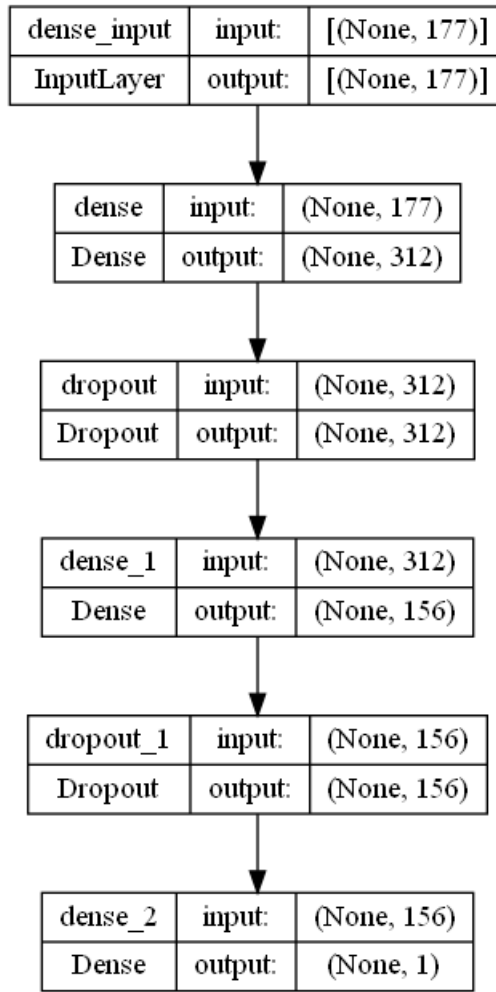 dense_input input: [(None, 177)]
InputLayer output: [(None, 177)]
dense input: (None, 177)
Dense output: (None, 312)
dropout input: (None, 312)
Dropout output: (None, 312)
dense_1 input: (None, 312)
Dense output: (None, 156)
dropout_1 input: (None, 156)
Dropout output: (None, 156)
dense_2 input: (None, 156)
Dense output: (None, 1)